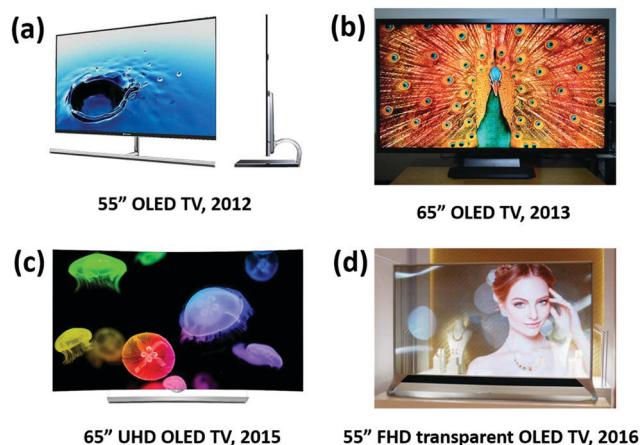 (a)
(b)
55” OLED TV, 2012
65” OLED TV, 2013
(c)
(d)
65” UHD OLED TV, 2015
55” FHD transparent OLED TV, 2016